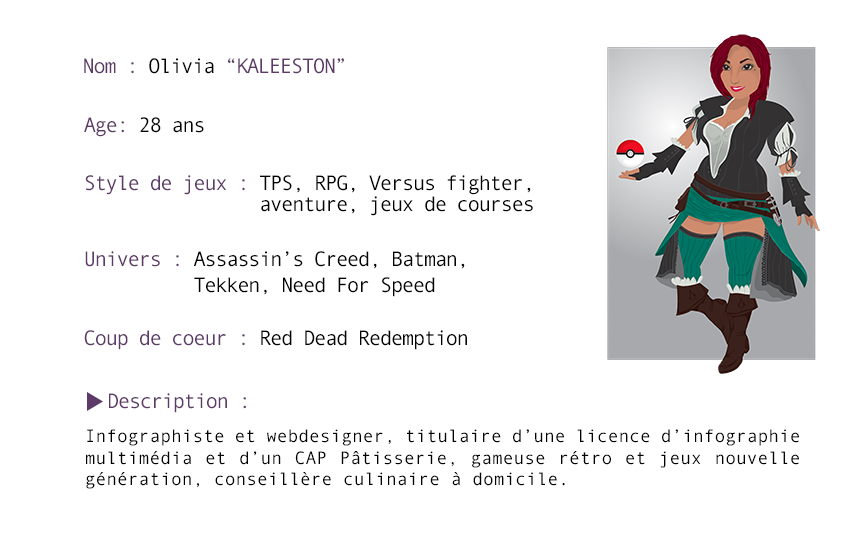 Nom : Olivia “KALEESTON”
Age: 28 ans
Style de jeux : TPS, RPG, Versus fighter,
aventure, jeux de courses
Univers : Assassin’s Creed, Batman,
Tekken, Need For Speed
Coup de coeur : Red Dead Redemption
▶Description :
Infographiste et webdesigner, titulaire d’une licence d’infographie
multimédia et d’un CAP Pâtisserie, gameuse rétro et jeux nouvelle
génération, conseillère culinaire à domicile.